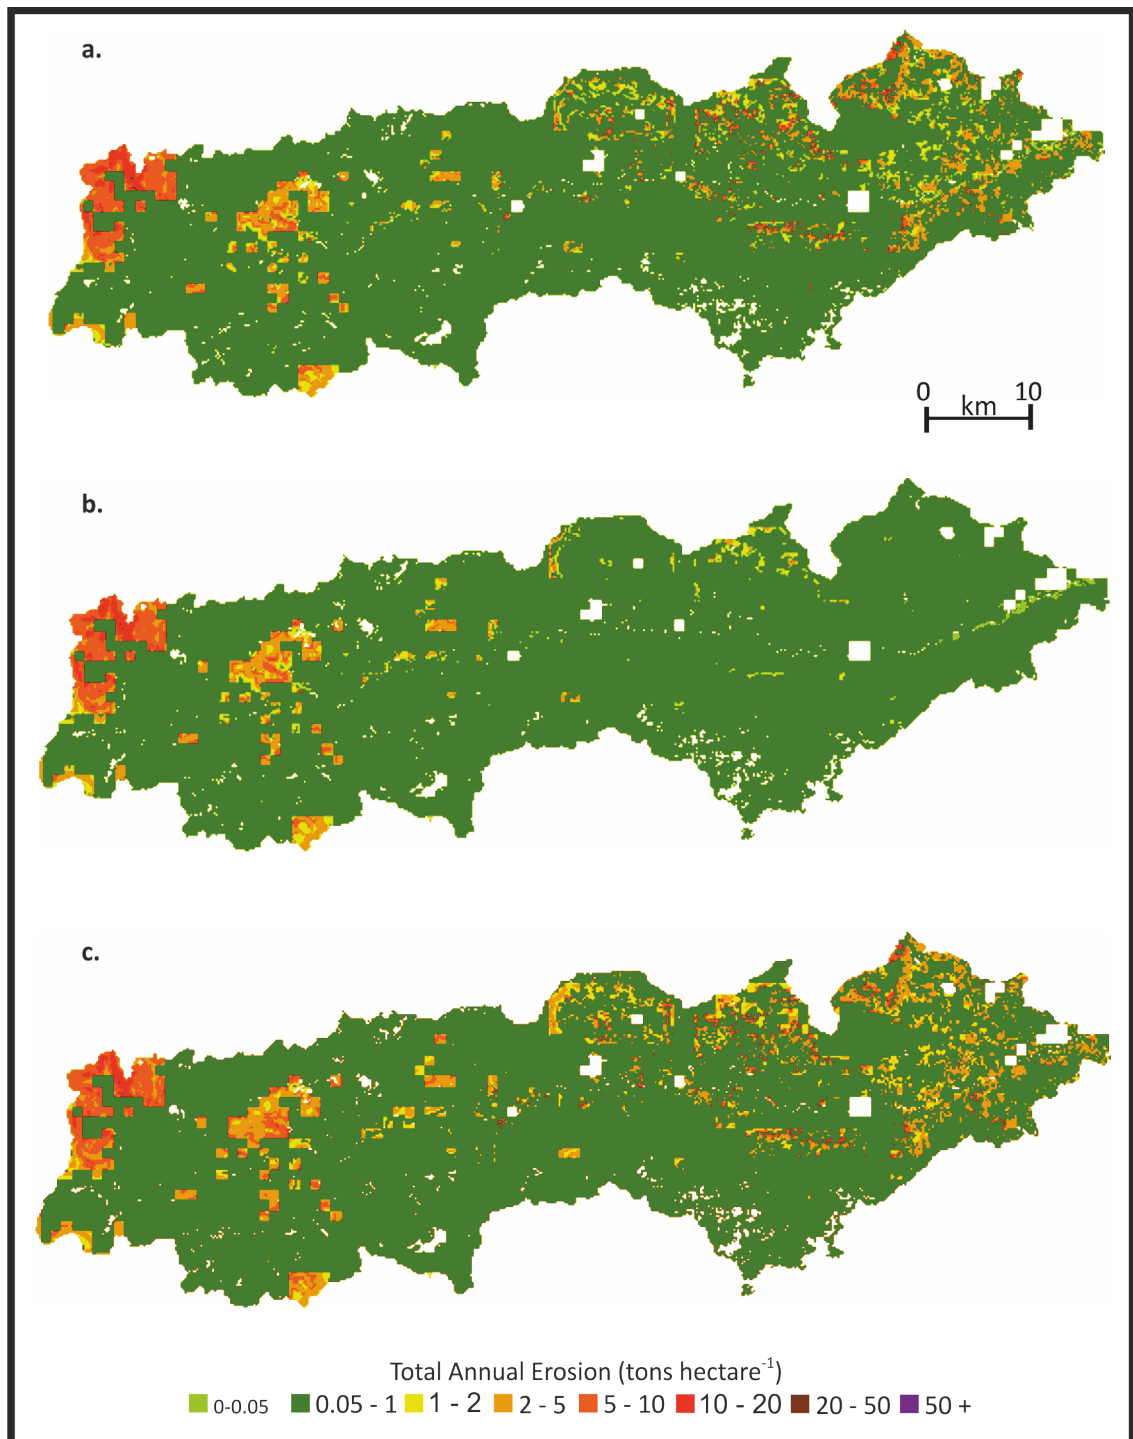 a.
0 10
km
b.
c.
Total Annual Erosion (tons hectare⁻¹)
0-0.05 0.05 - 1 1 - 2 2 - 5 5 - 10 10 - 20 20 - 50 50 +